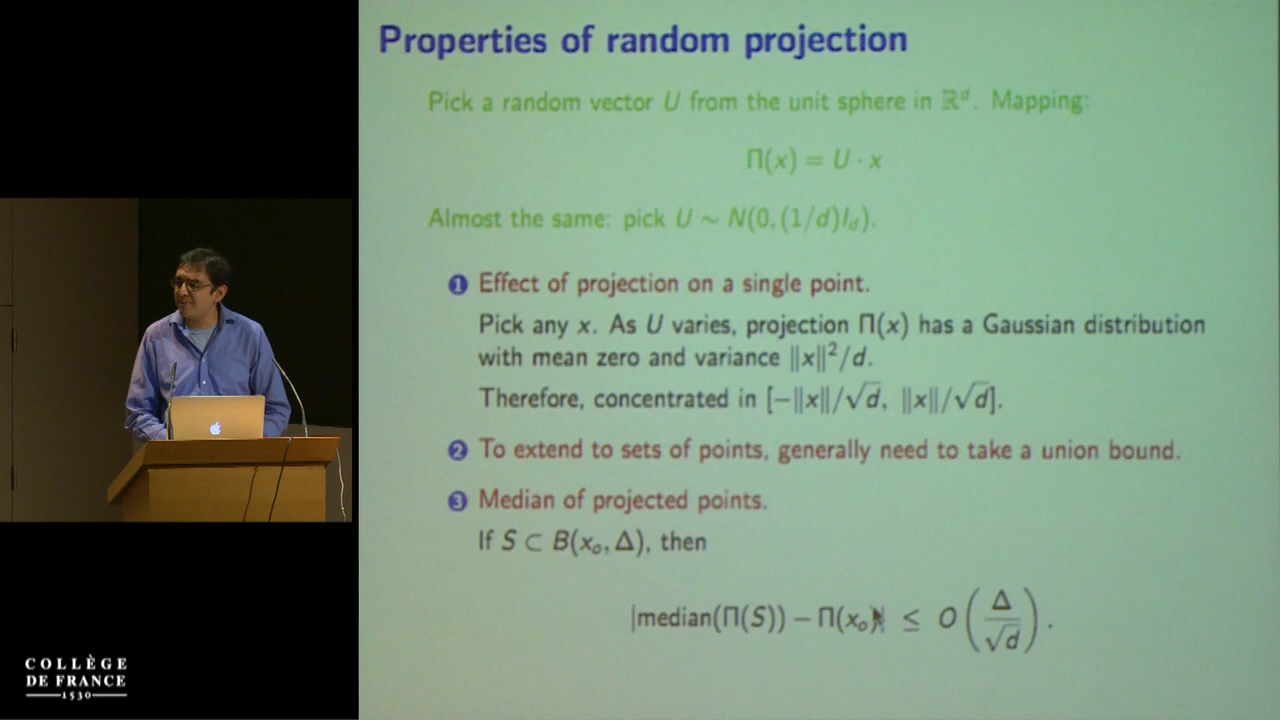 Properties of random projection
Pick a random vector U from the unit sphere in ℝᵈ. Mapping:
Π(x) = U · x
Almost the same: pick U ∼ N(0, (1/d)I_d).
1 Effect of projection on a single point.
Pick any x. As U varies, projection Π(x) has a Gaussian distribution
with mean zero and variance ‖x‖²/d.
Therefore, concentrated in [−‖x‖/√d, ‖x‖/√d].
2 To extend to sets of points, generally need to take a union bound.
3 Median of projected points.
If S ⊂ B(x₀, Δ), then
|median(Π(S)) − Π(x₀)| ≤ O(Δ/√d).
COLLÈGE
DE FRANCE
1530